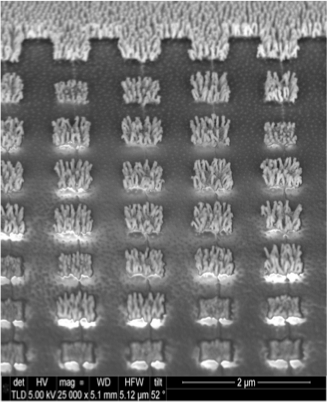 det HV mag WD HFW tilt 2 µm
TLD 5.00 kV 25 000 x 5.1 mm 5.12 µm 52 °